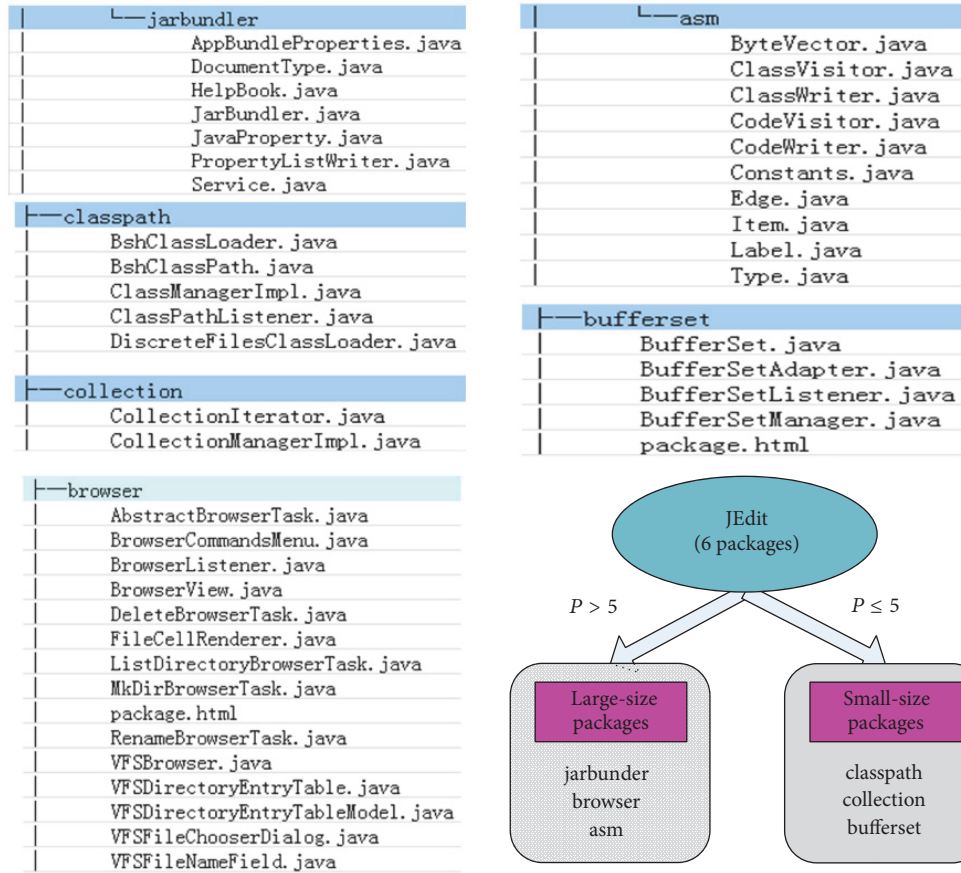 └──jarbundler
AppBundleProperties.java
DocumentType.java
HelpBook.java
JarBundler.java
JavaProperty.java
PropertyListWriter.java
Service.java
├──classpath
BshClassLoader.java
BshClassPath.java
ClassManagerImpl.java
ClassPathListener.java
DiscreteFilesClassLoader.java
├──collection
CollectionIterator.java
CollectionManagerImpl.java
├──browser
AbstractBrowserTask.java
BrowserCommandsMenu.java
BrowserListener.java
BrowserView.java
DeleteBrowserTask.java
FileCellRenderer.java
ListDirectoryBrowserTask.java
MkDirBrowserTask.java
package.html
RenameBrowserTask.java
VFSBrowser.java
VFSDirectoryEntryTable.java
VFSDirectoryEntryTableModel.java
VFSFileChooserDialog.java
VFSFileNameField.java
└──asm
ByteVector.java
ClassVisitor.java
ClassWriter.java
CodeVisitor.java
CodeWriter.java
Constants.java
Edge.java
Item.java
Label.java
Type.java
├──bufferset
BufferSet.java
BufferSetAdapter.java
BufferSetListener.java
BufferSetManager.java
package.html
JEdit
(6 packages)
P > 5
P ≤ 5
Large-size
packages
jarbunder
browser
asm
Small-size
packages
classpath
collection
bufferset